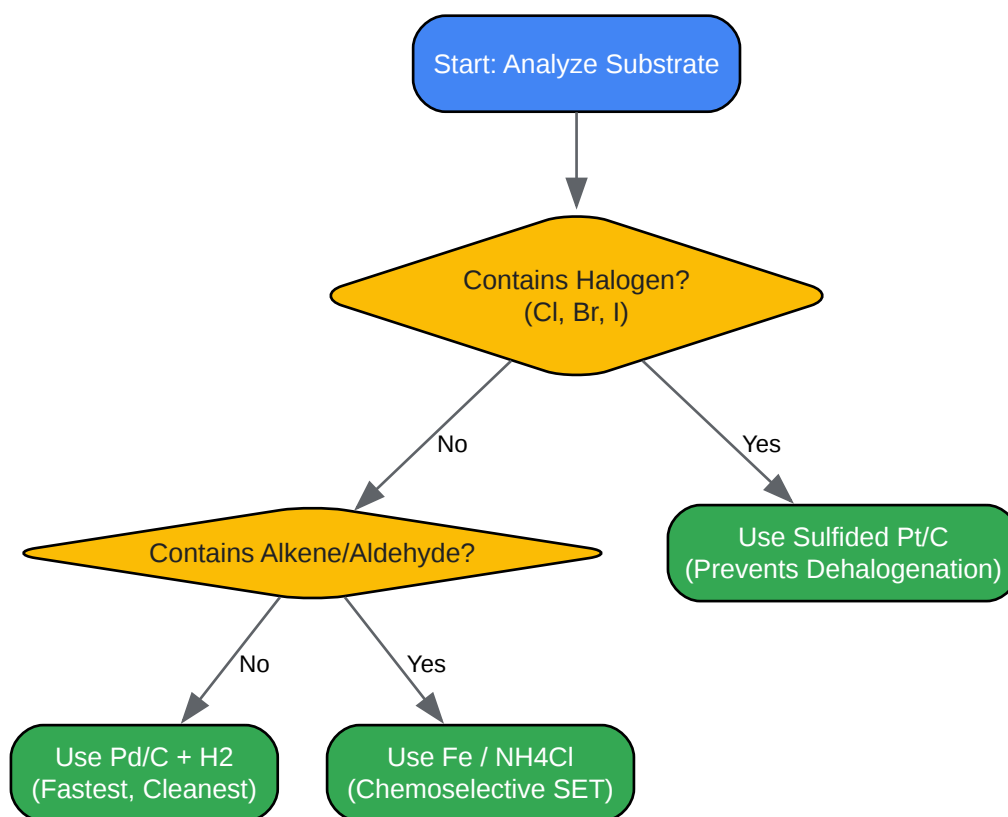 Start: Analyze Substrate
Contains Halogen?
(Cl, Br, I)
No
Yes
Contains Alkene/Aldehyde?
Use Sulfided Pt/C
(Prevents Dehalogenation)
No
Yes
Use Pd/C + H2
(Fastest, Cleanest)
Use Fe / NH4Cl
(Chemoselective SET)